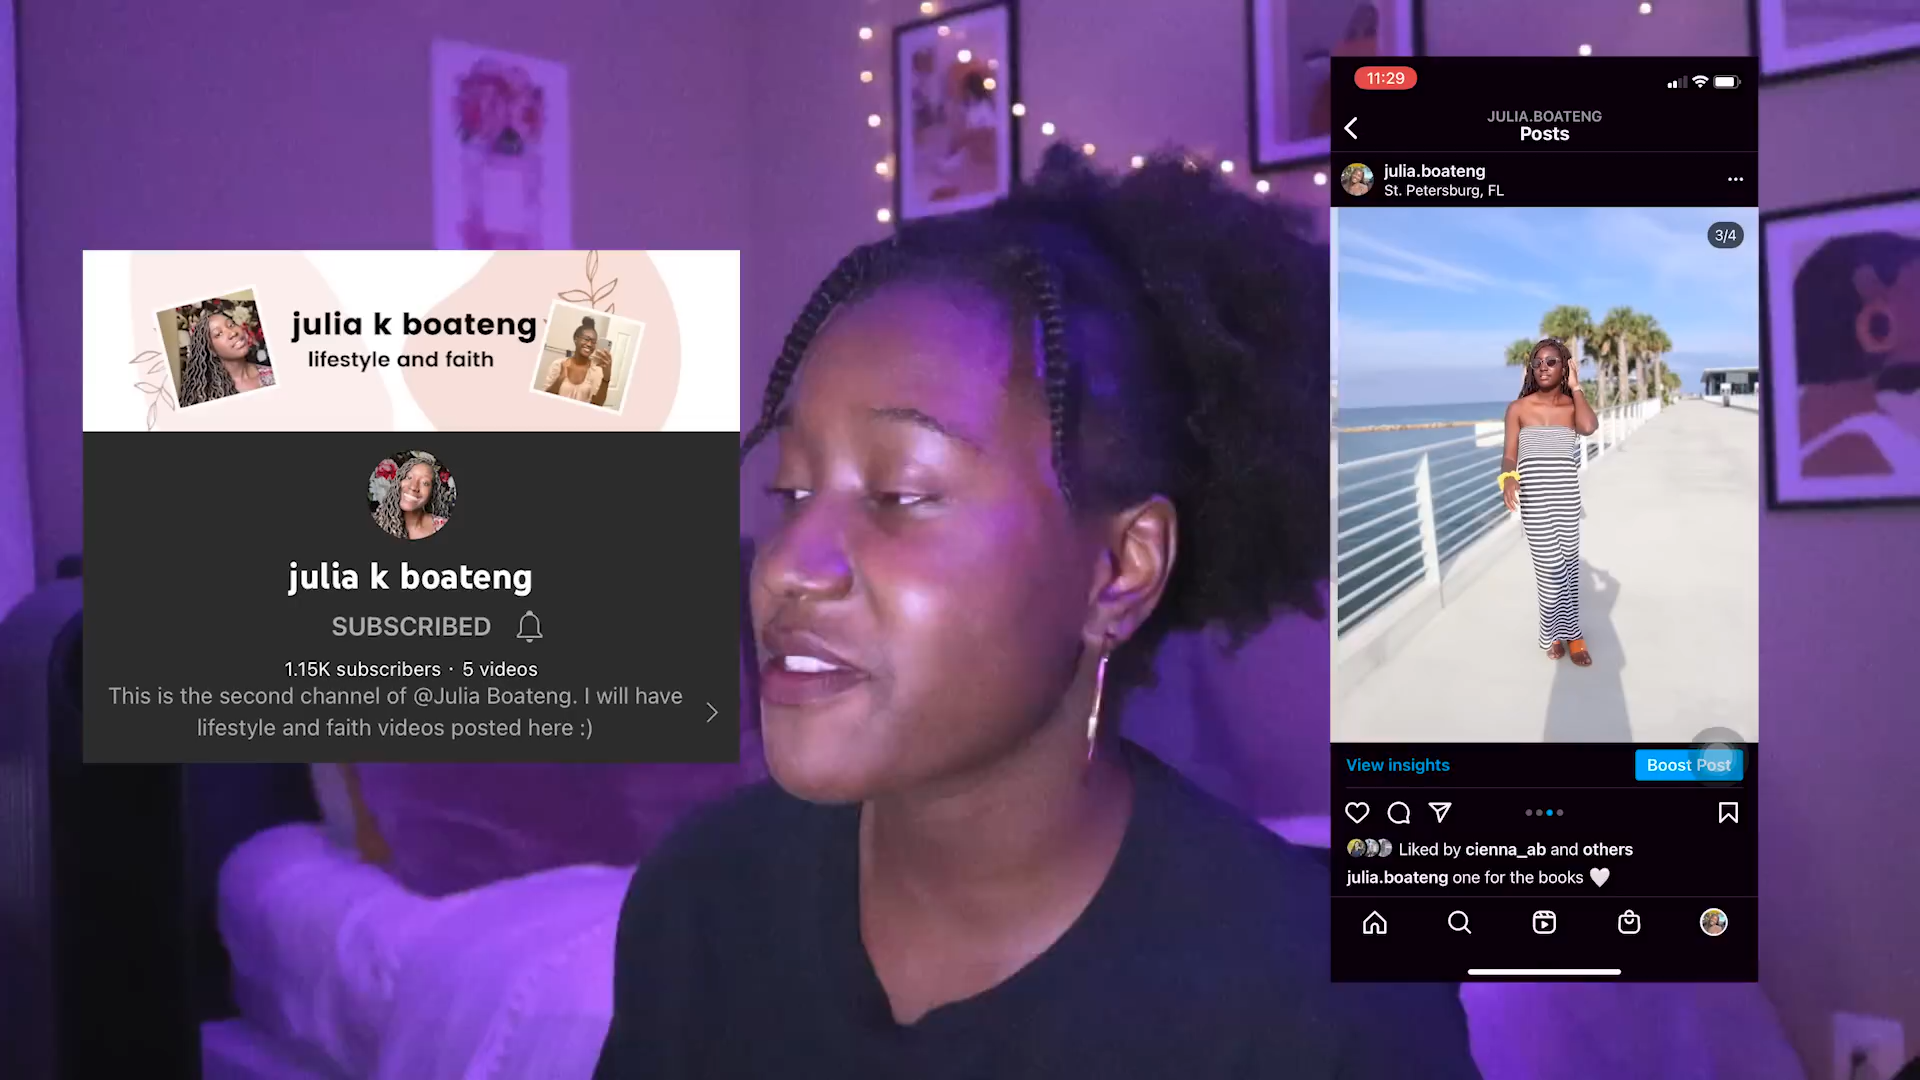 julia k boateng
lifestyle and faith
julia k boateng
SUBSCRIBED
1.15K subscribers · 5 videos
This is the second channel of @Julia Boateng. I will have
lifestyle and faith videos posted here :)
11:29
JULIA.BOATENG
Posts
julia.boateng
St. Petersburg, FL
3/4
View insights
Boost Post
Liked by cienna_ab and others
julia.boateng one for the books 🤍